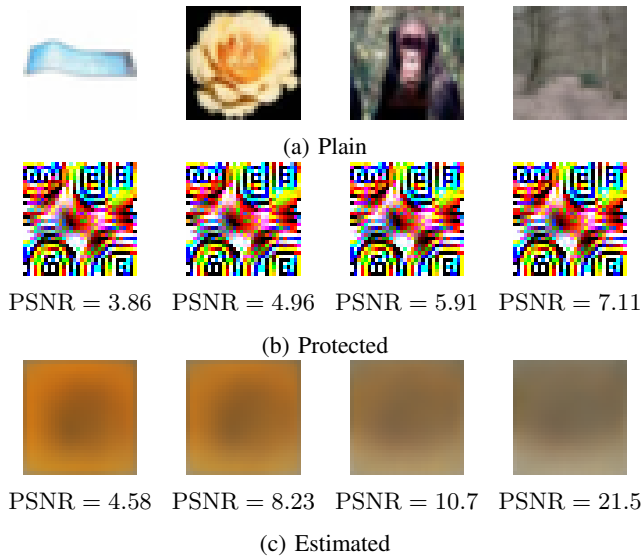 (a) Plain
PSNR = 3.86 PSNR = 4.96 PSNR = 5.91 PSNR = 7.11
(b) Protected
PSNR = 4.58 PSNR = 8.23 PSNR = 10.7 PSNR = 21.5
(c) Estimated